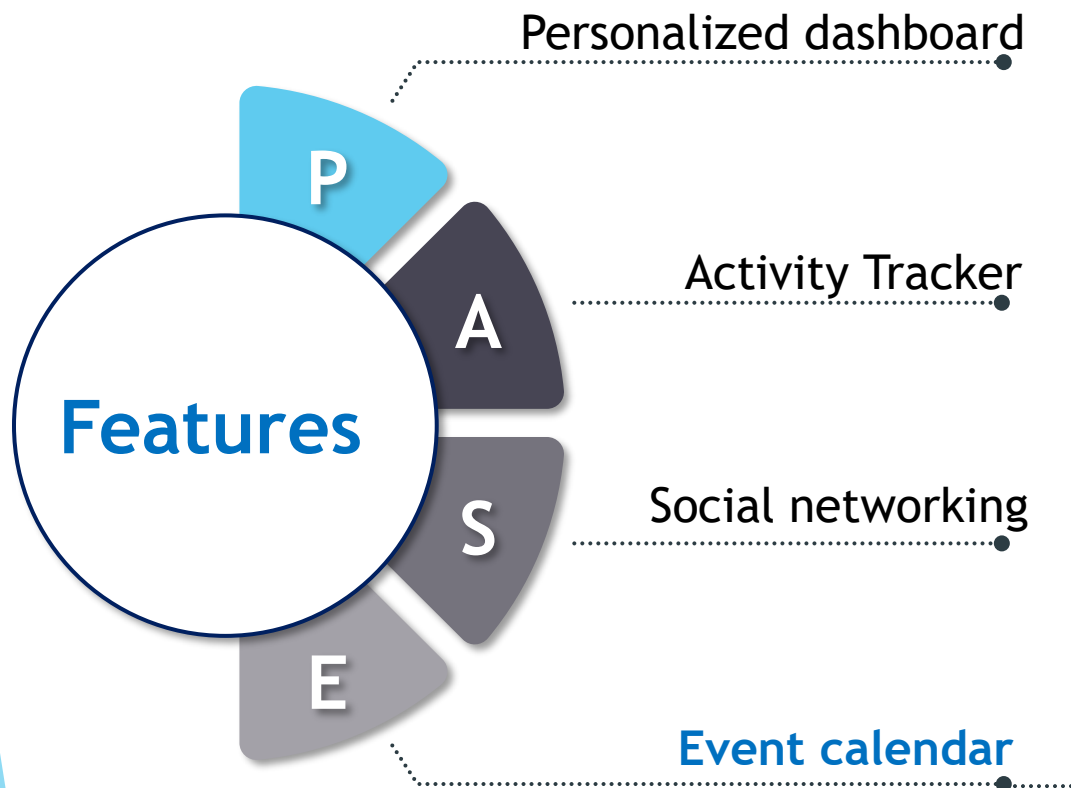 Personalized dashboard
P
Activity Tracker
A
Features
Social networking
S
E
Event calendar